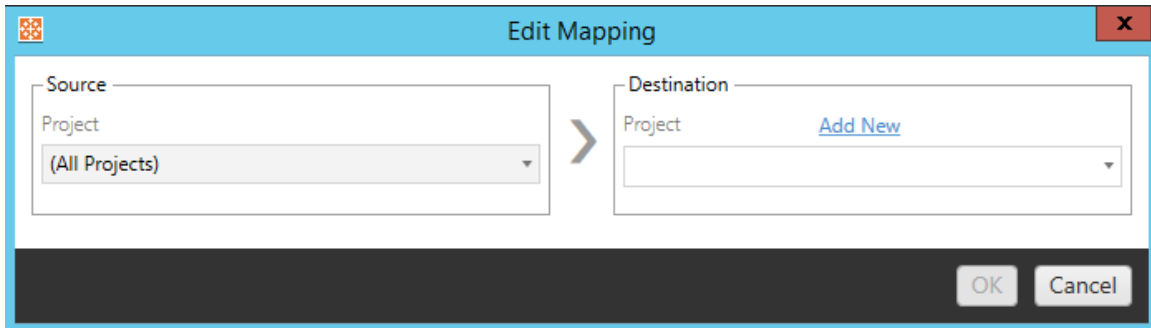 Edit Mapping
x
Source
Project
(All Projects)
Destination
Project Add New
OK Cancel